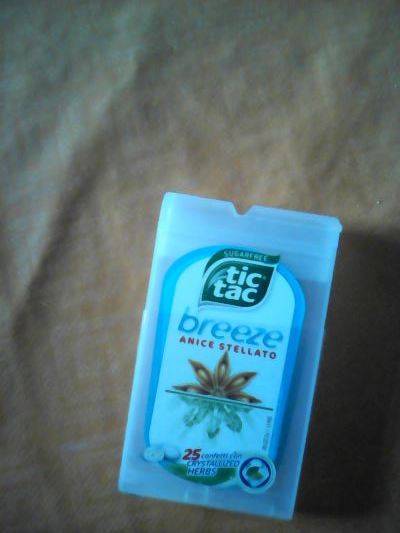 SUGARFREE
tic
tac
breeze
ANICE STELLATO
25 confetti con
CRYSTALLIZED
HERBS